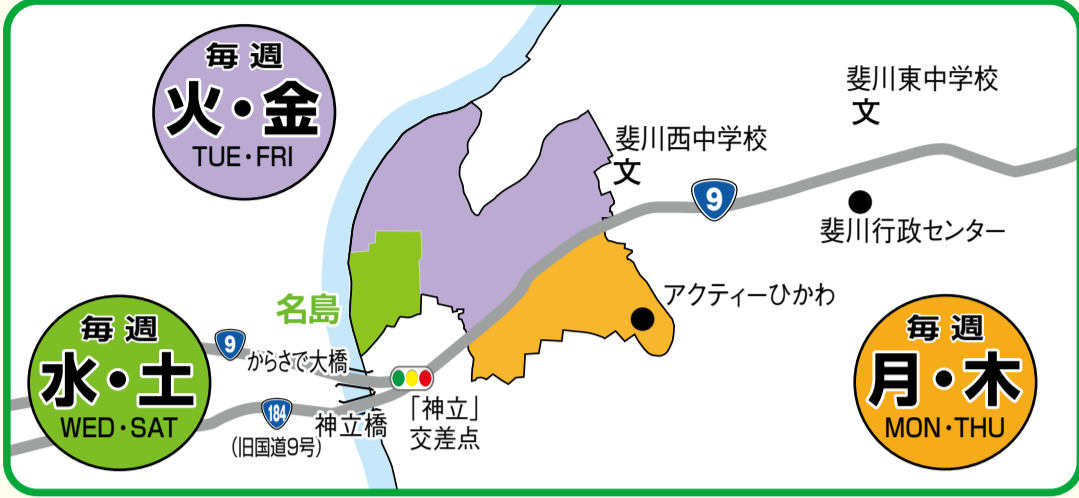 毎週
火・金
TUE・FRI
斐川東中学校
文
斐川西中学校
文
9
斐川行政センター
アクティーひかわ
名島
毎週
水・土
WED・SAT
9
からさで大橋
184
(旧国道9号)
神立橋
「神立」
交差点
毎週
月・木
MON・THU